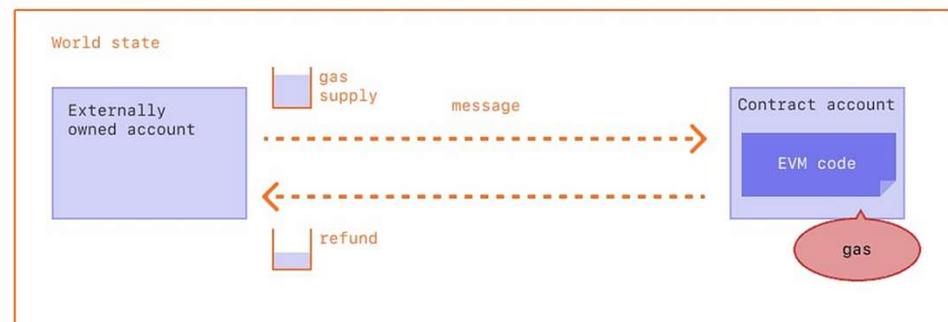 World state
Externally
owned account
gas
supply
message
Contract account
EVM code
refund
gas